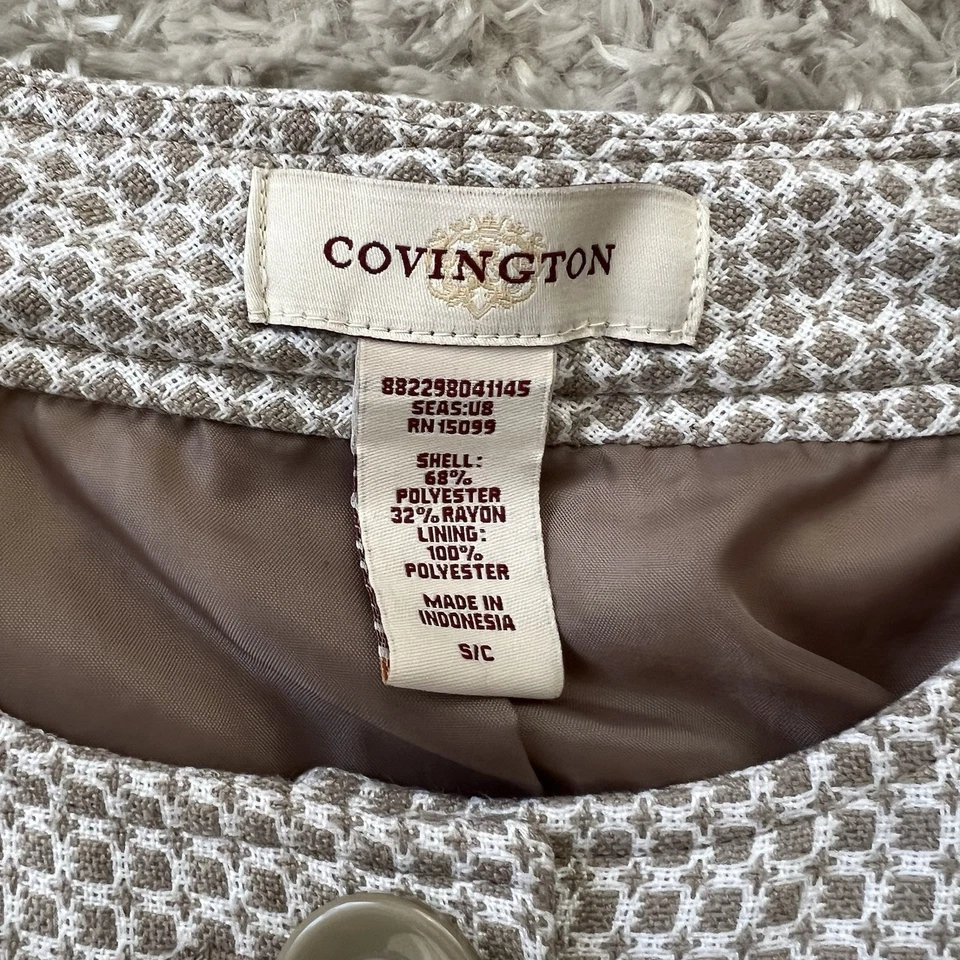 COVINGTON
882298041145
SEAS:U8
RN 15099
SHELL:
68%
POLYESTER
32% RAYON
LINING:
100%
POLYESTER
MADE IN
INDONESIA
S/C